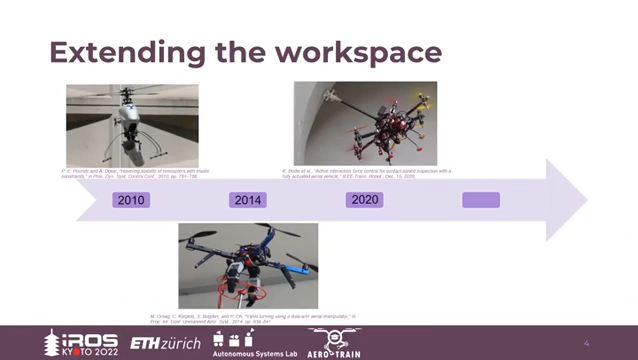 Extending the workspace
P. E. Pounds and A. Dollar, "Hovering stability of helicopters with elastic
constraints," in Proc. Dyn. Syst. Control Conf., 2010, pp. 781–788.
K. Bodie et al., "Active interaction force control for contact-based inspection with a
fully actuated aerial vehicle," IEEE Trans. Robot., Dec. 15, 2020.
2010
2014
2020
M. Orsag, C. Korpela, S. Bogdan, and P. Oh, "Valve turning using a dual-arm aerial manipulator," in
Proc. Int. Conf. Unmanned Aircr. Syst., 2014, pp.
iROS
KYOTO 2022
ETH zürich
Autonomous Systems Lab
AERO-TRAIN
4